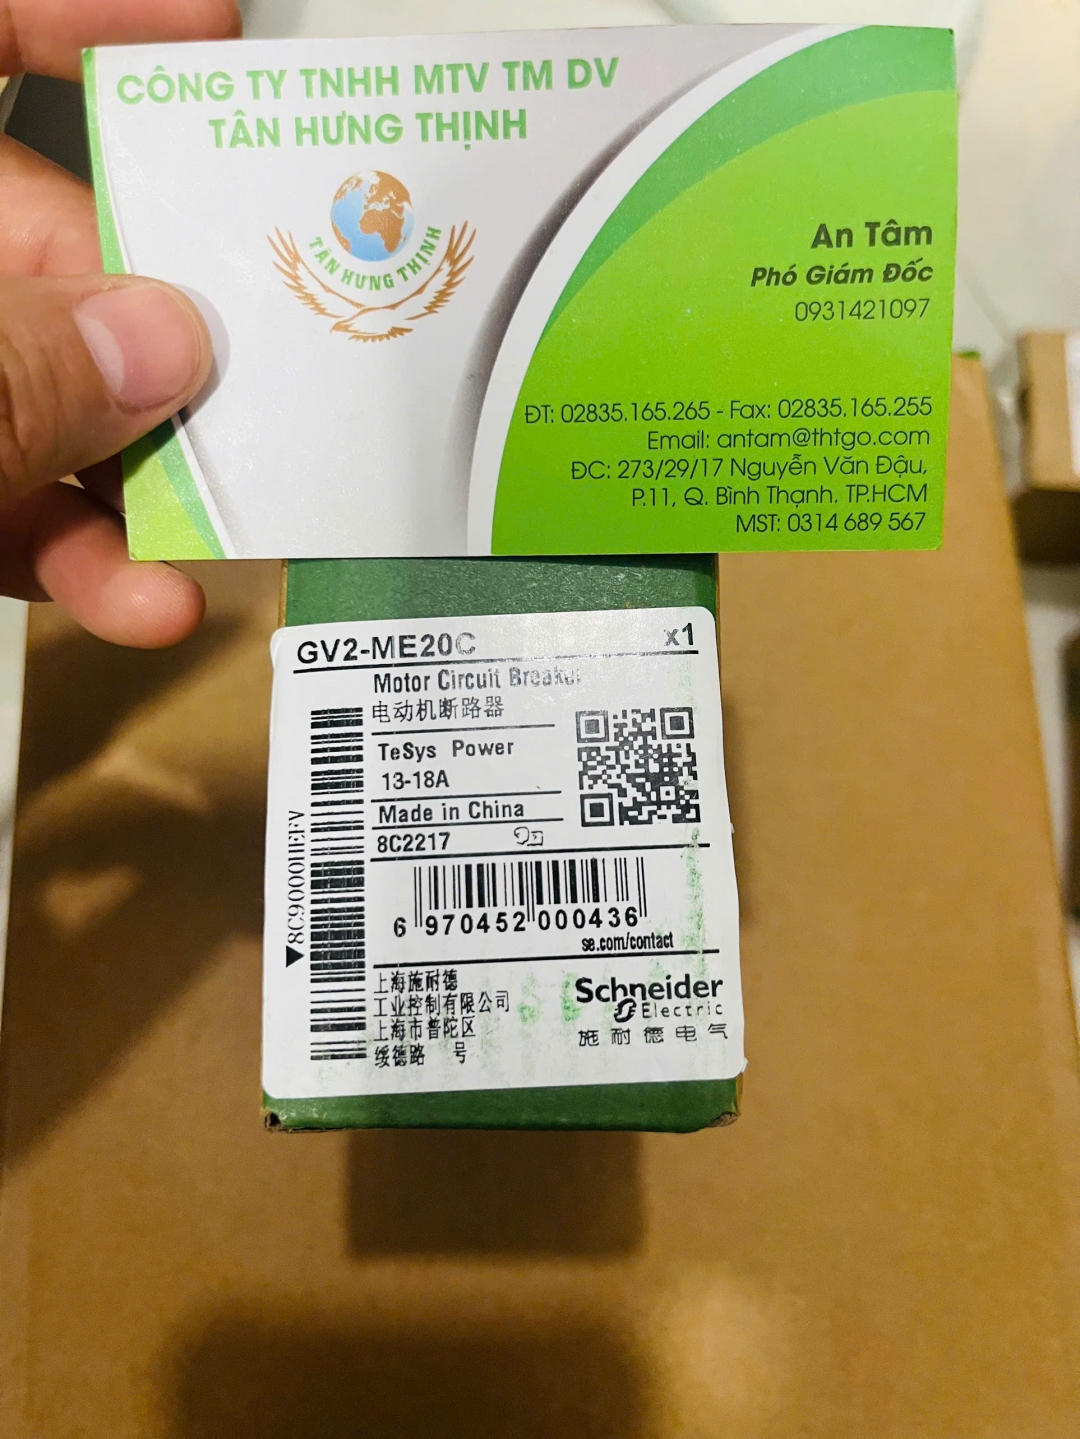 CÔNG TY TNHH MTV TM DV
TÂN HƯNG THỊNH
TÂN HƯNG THỊNH
An Tâm
Phó Giám Đốc
0931421097
ĐT: 02835.165.265 - Fax: 02835.165.255
Email: antam@thtgo.com
ĐC: 273/29/17 Nguyễn Văn Đậu,
P.11, Q. Bình Thạnh. TP.HCM
MST: 0314 689 567
GV2-ME20C x1
Motor Circuit Breaker
电动机断路器
TeSys Power
13-18A
Made in China
8C2217
▼8C9000HEFV
6 970452 000436
se.com/contact
上海施耐德
工业控制有限公司
上海市普陀区
绥德路 号
Schneider
Electric
施耐德电气